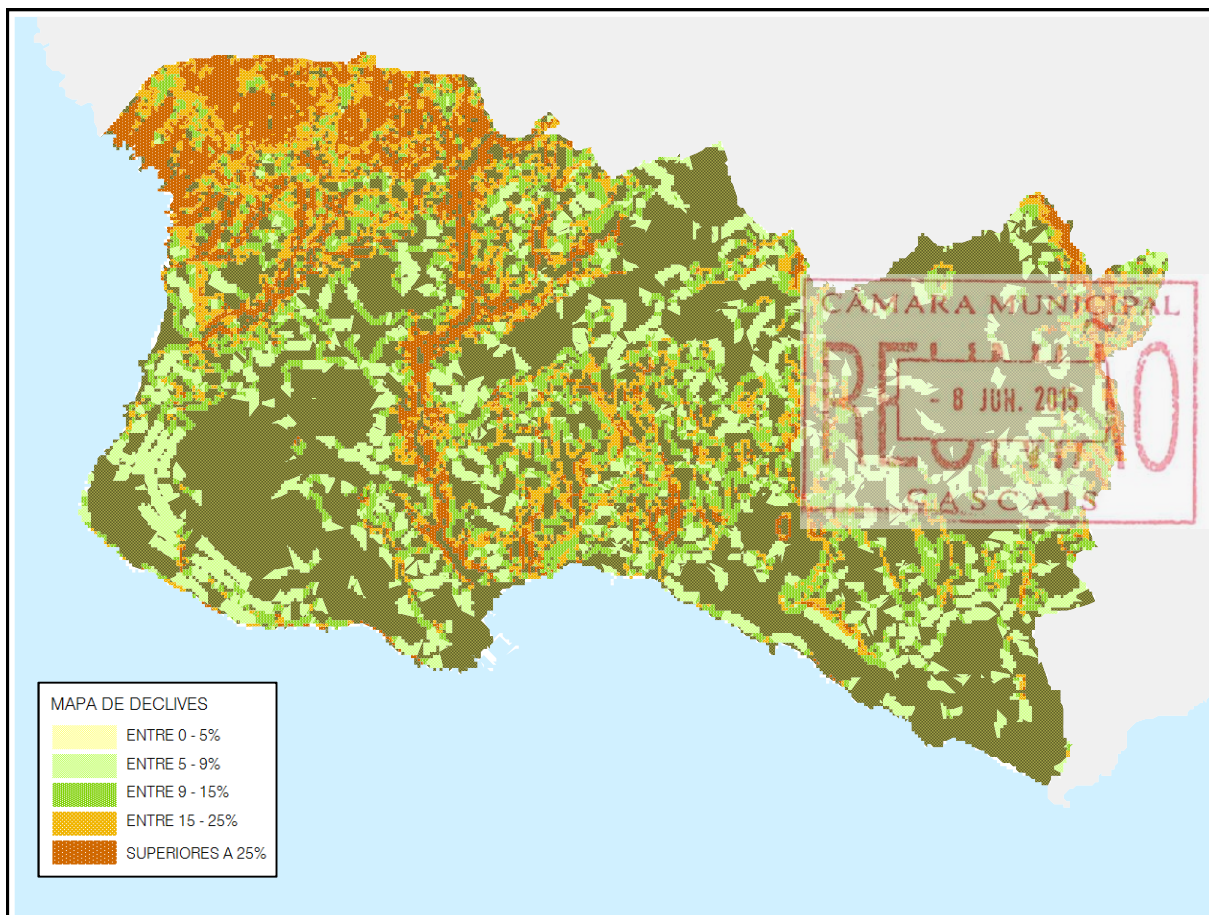 CÂMARA MUNICIPAL
REUNIÃO
- 8 JUN. 2015
CASCAIS
MAPA DE DECLIVES
ENTRE 0 - 5%
ENTRE 5 - 9%
ENTRE 9 - 15%
ENTRE 15 - 25%
SUPERIORES A 25%